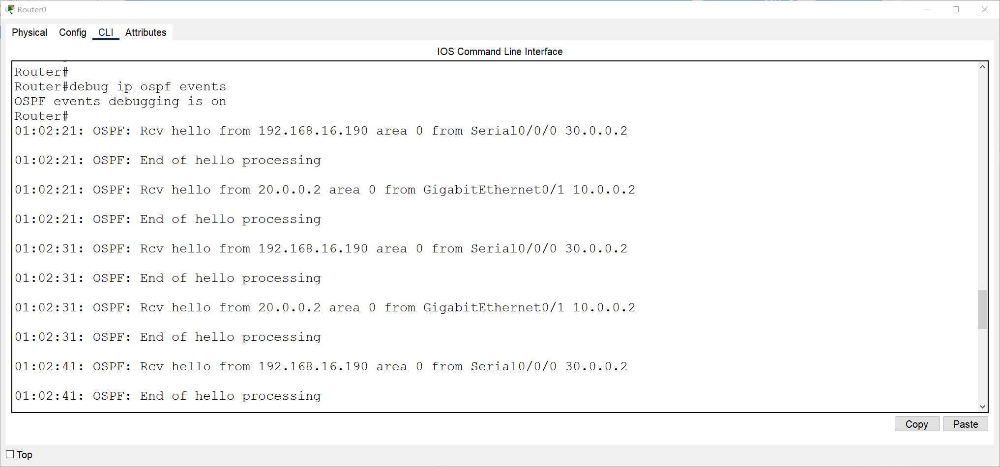 Router0
Physical Config CLI Attributes
IOS Command Line Interface
Router#
Router#debug ip ospf events
OSPF events debugging is on
Router#
01:02:21: OSPF: Rcv hello from 192.168.16.190 area 0 from Serial0/0/0 30.0.0.2
01:02:21: OSPF: End of hello processing
01:02:21: OSPF: Rcv hello from 20.0.0.2 area 0 from GigabitEthernet0/1 10.0.0.2
01:02:21: OSPF: End of hello processing
01:02:31: OSPF: Rcv hello from 192.168.16.190 area 0 from Serial0/0/0 30.0.0.2
01:02:31: OSPF: End of hello processing
01:02:31: OSPF: Rcv hello from 20.0.0.2 area 0 from GigabitEthernet0/1 10.0.0.2
01:02:31: OSPF: End of hello processing
01:02:41: OSPF: Rcv hello from 192.168.16.190 area 0 from Serial0/0/0 30.0.0.2
01:02:41: OSPF: End of hello processing
Copy Paste
Top